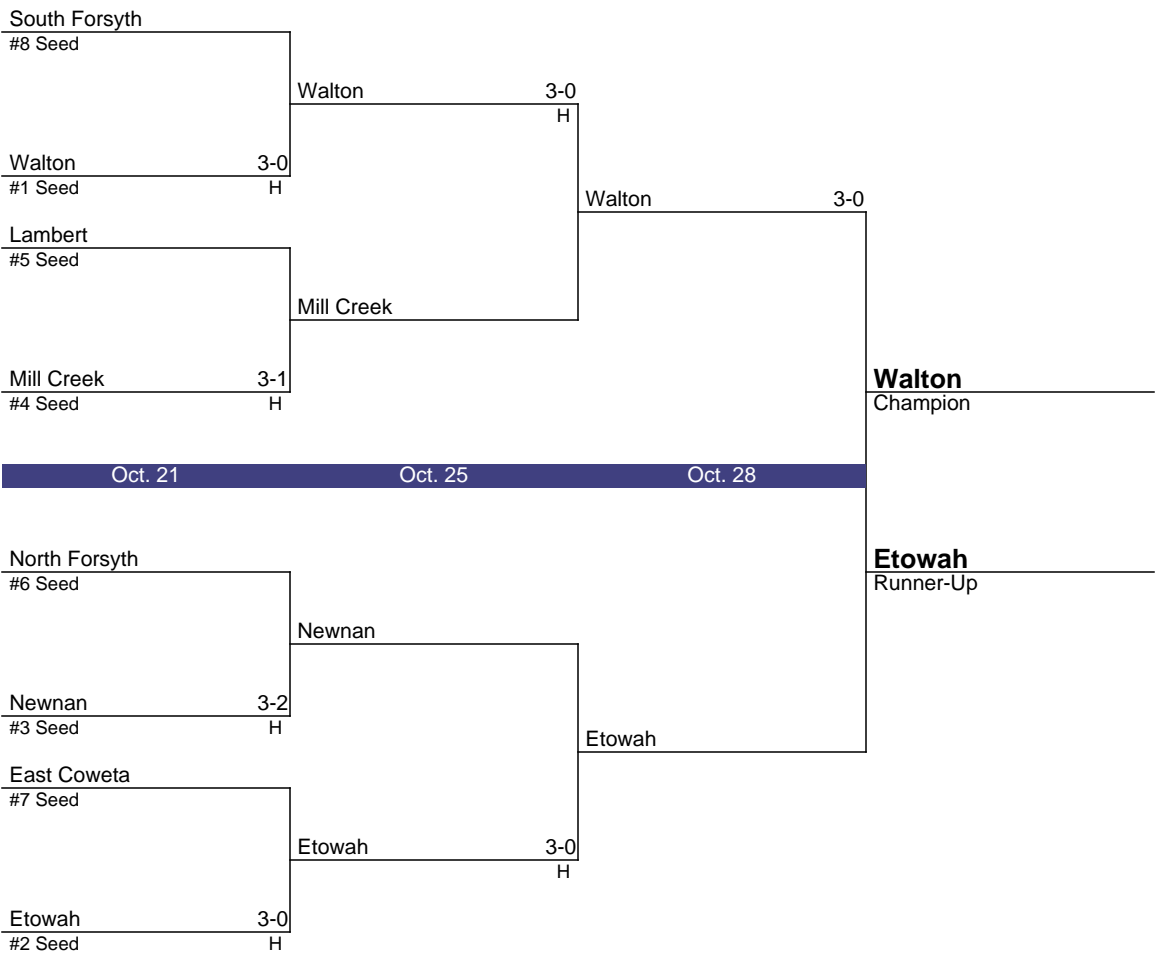 South Forsyth
#8 Seed
Walton 3-0
H
Walton 3-0
#1 Seed H
Walton 3-0
Lambert
#5 Seed
Mill Creek
Mill Creek 3-1
#4 Seed H
Walton
Champion
Oct. 21 Oct. 25 Oct. 28
North Forsyth
#6 Seed
Etowah
Runner-Up
Newnan
Newnan 3-2
#3 Seed H
Etowah
East Coweta
#7 Seed
Etowah 3-0
H
Etowah 3-0
#2 Seed H